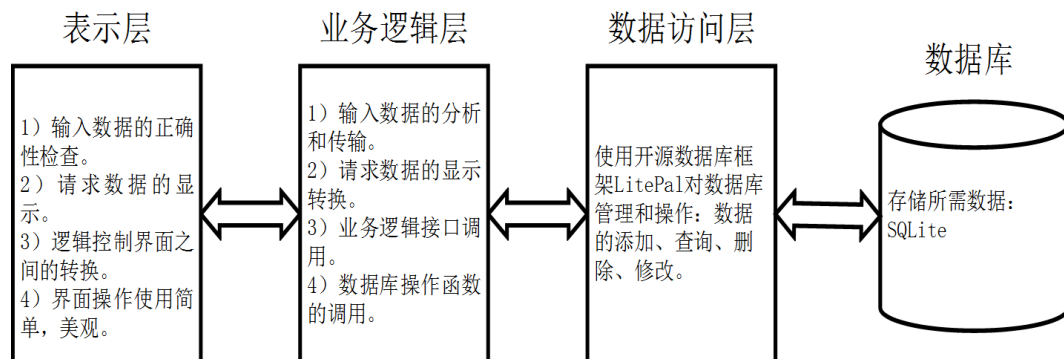 表示层
1）输入数据的正确
性检查。
2）请求数据的显
示。
3）逻辑控制界面之
间的转换。
4）界面操作使用简
单，美观。
业务逻辑层
1）输入数据的分析
和传输。
2）请求数据的显示
转换。
3）业务逻辑接口调
用。
4）数据库操作函数
的调用。
数据访问层
使用开源数据库框
架LitePal对数据库
管理和操作：数据
的添加、查询、删
除、修改。
数据库
存储所需数据：
SQLite